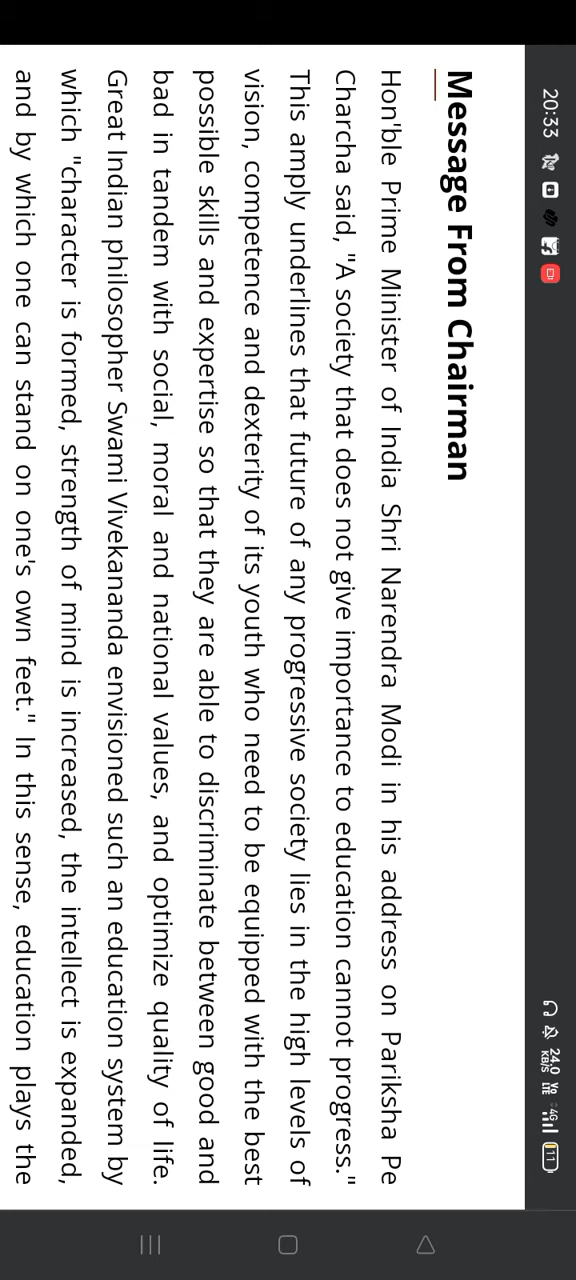 20:33
24.0 KB/S Vo LTE 4G 11
Message From Chairman
Hon'ble Prime Minister of India Shri Narendra Modi in his address on Pariksha Pe
Charcha said, "A society that does not give importance to education cannot progress."
This amply underlines that future of any progressive society lies in the high levels of
vision, competence and dexterity of its youth who need to be equipped with the best
possible skills and expertise so that they are able to discriminate between good and
bad in tandem with social, moral and national values, and optimize quality of life.
Great Indian philosopher Swami Vivekananda envisioned such an education system by
which "character is formed, strength of mind is increased, the intellect is expanded,
and by which one can stand on one's own feet." In this sense, education plays the